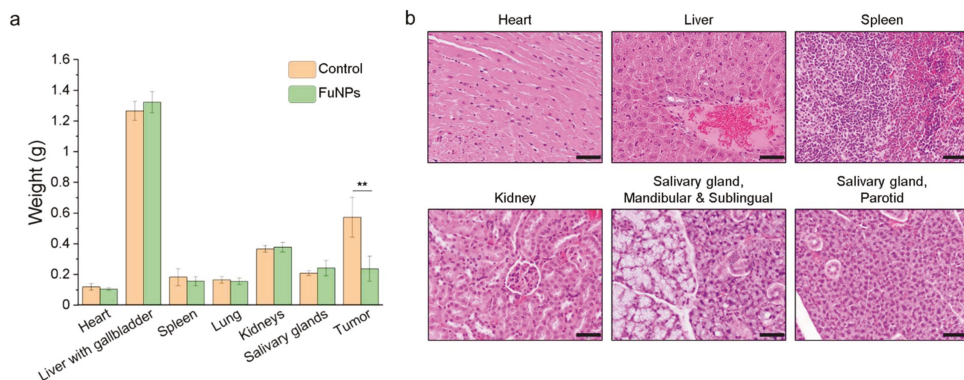 a
1.6
1.4
1.2
1.0
0.8
0.6
0.4
0.2
0
Weight (g)
Control
FuNPs
**
Heart
Liver with gallbladder
Spleen
Lung
Kidneys
Salivary glands
Tumor
b
Heart
Liver
Spleen
Kidney
Salivary gland,
Mandibular & Sublingual
Salivary gland,
Parotid